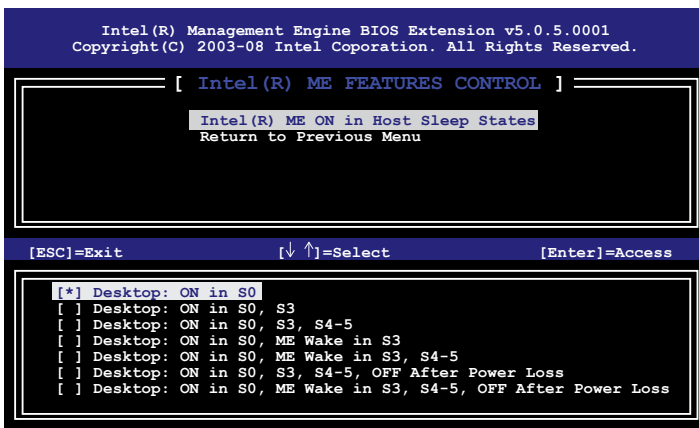 Intel(R) Management Engine BIOS Extension v5.0.5.0001
Copyright(C) 2003-08 Intel Coporation. All Rights Reserved.
[ Intel(R) ME FEATURES CONTROL ]
Intel(R) ME ON in Host Sleep States
Return to Previous Menu
[ESC]=Exit [↓ ↑]=Select [Enter]=Access
[*] Desktop: ON in S0
[ ] Desktop: ON in S0, S3
[ ] Desktop: ON in S0, S3, S4-5
[ ] Desktop: ON in S0, ME Wake in S3
[ ] Desktop: ON in S0, ME Wake in S3, S4-5
[ ] Desktop: ON in S0, S3, S4-5, OFF After Power Loss
[ ] Desktop: ON in S0, ME Wake in S3, S4-5, OFF After Power Loss